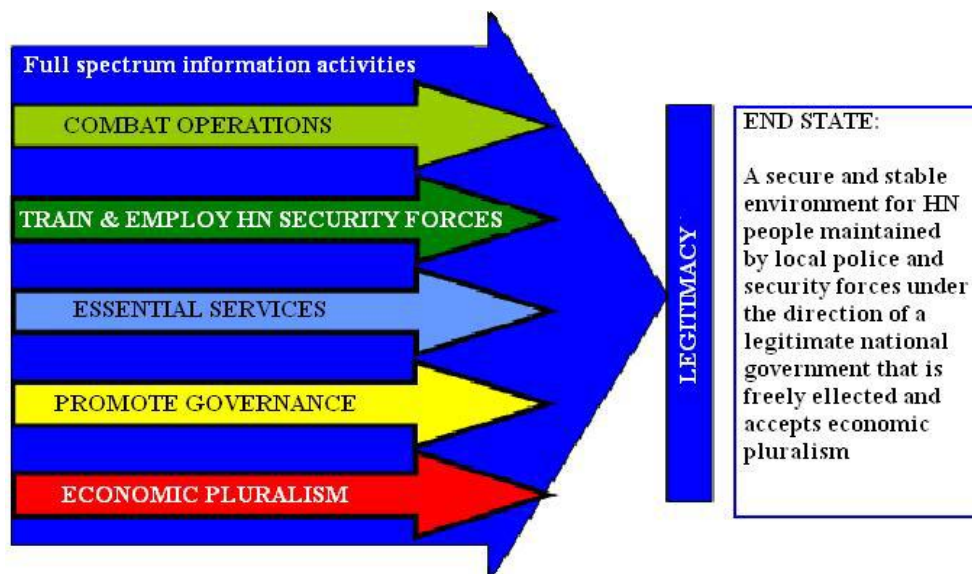 Full spectrum information activities
COMBAT OPERATIONS
TRAIN & EMPLOY HN SECURITY FORCES
ESSENTIAL SERVICES
PROMOTE GOVERNANCE
ECONOMIC PLURALISM
LEGITIMACY
END STATE:
A secure and stable
environment for HN
people maintained
by local police and
security forces under
the direction of a
legitimate national
government that is
freely ellected and
accepts economic
pluralism